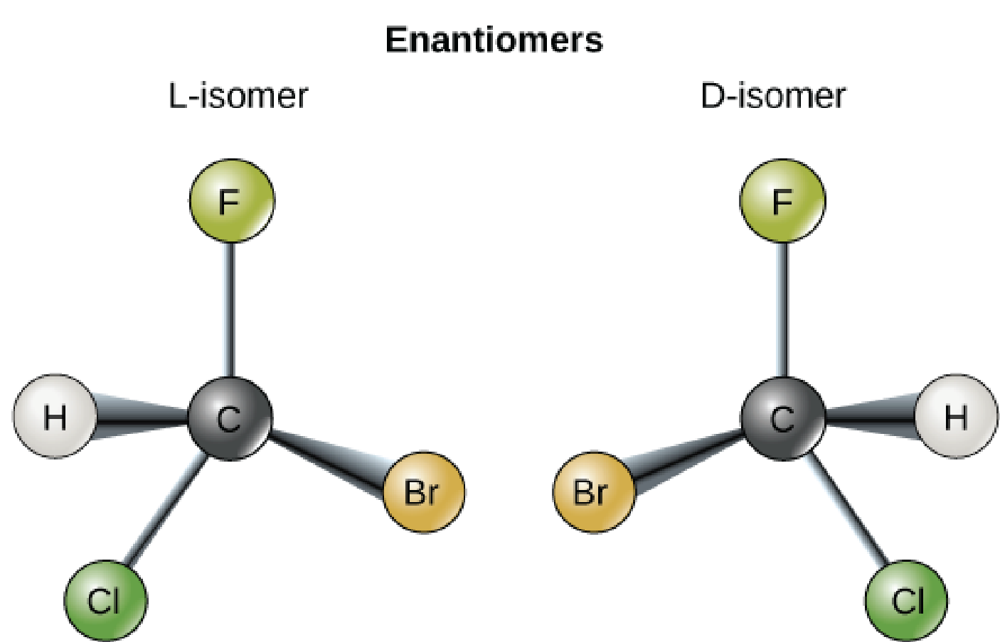 Enantiomers
L-isomer D-isomer
F F
H C C H
Br Br
Cl Cl